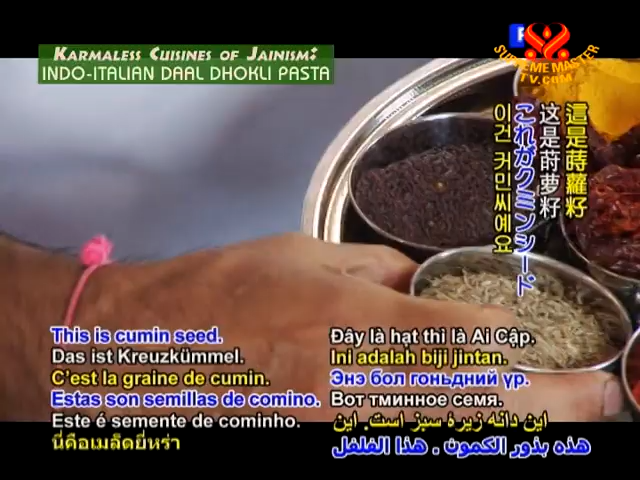 KARMALESS CUISINES OF JAINISM:
INDO-ITALIAN DAAL DHOKLI PASTA
SUPREME MASTER
TV.COM
這是蒔蘿籽
这是莳萝籽
これがクミンシード
이건 커민씨예요
This is cumin seed.
Das ist Kreuzkümmel.
C'est la graine de cumin.
Estas son semillas de comino.
Este é semente de cominho.
นี่คือเมล็ดยี่หร่า
Đây là hạt thì là Ai Cập.
Ini adalah biji jintan.
Энэ бол гоньдний үр.
Вот тминное семя.
این دانه زیرهٔ سبز است. این
هذه بذور الكمون . هذا الفلفل